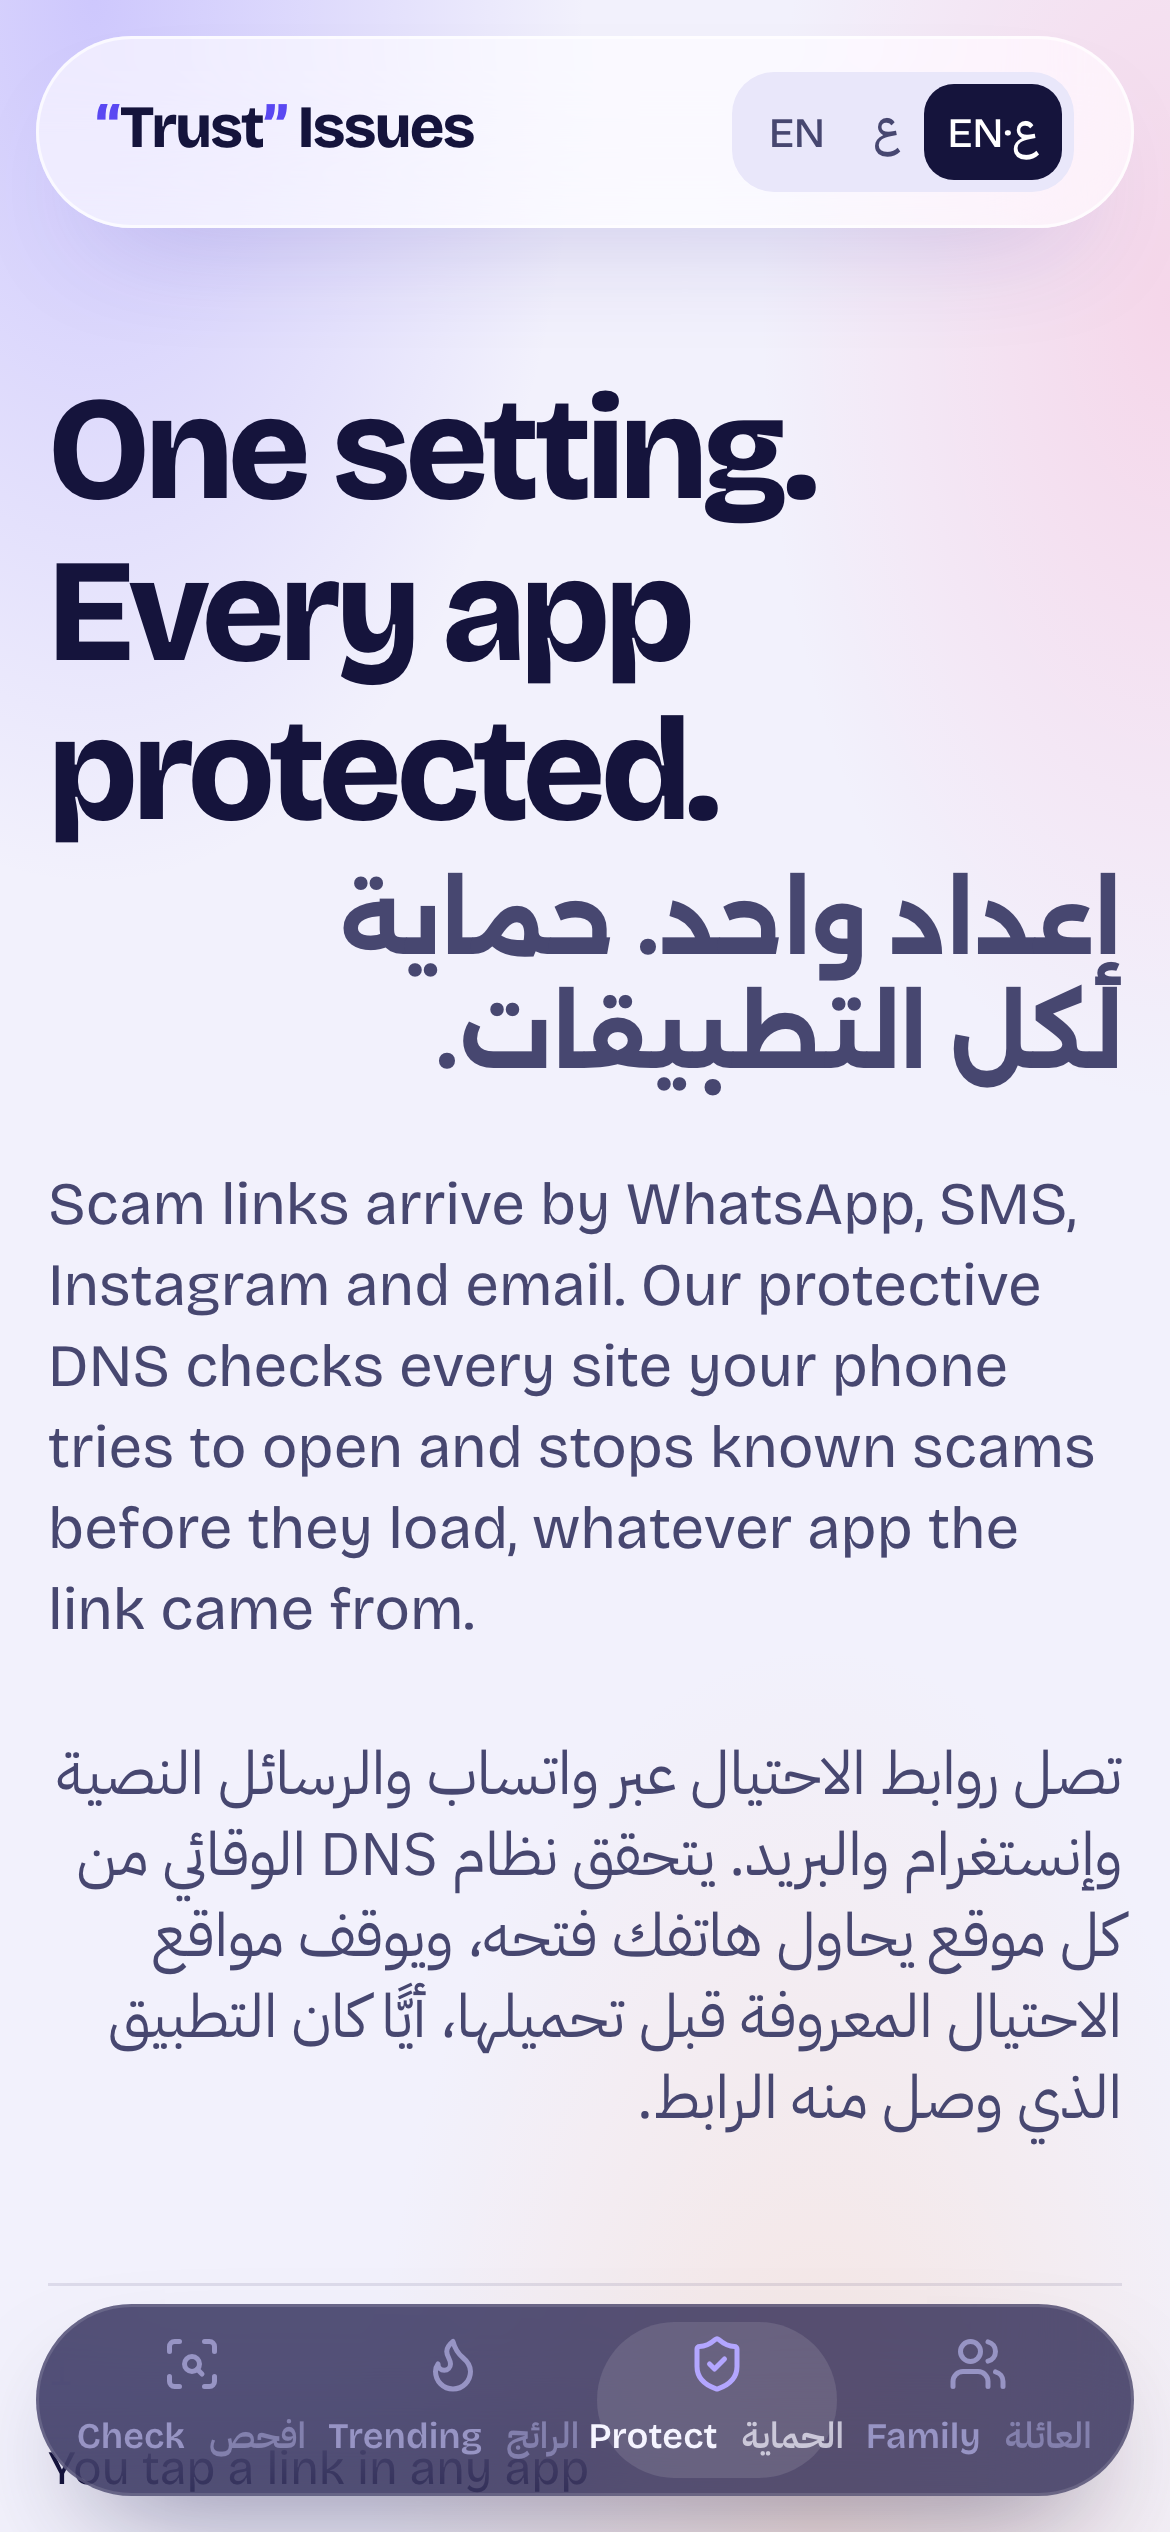 “Trust” Issues
EN ع EN·ع
One setting.
Every app
protected.
إعداد واحد. حماية
لكل التطبيقات.
Scam links arrive by WhatsApp, SMS,
Instagram and email. Our protective
DNS checks every site your phone
tries to open and stops known scams
before they load, whatever app the
link came from.
تصل روابط الاحتيال عبر واتساب والرسائل النصية
وإنستغرام والبريد. يتحقق نظام DNS الوقائي من
كل موقع يحاول هاتفك فتحه، ويوقف مواقع
الاحتيال المعروفة قبل تحميلها، أيًّا كان التطبيق
الذي وصل منه الرابط.
Check افحص Trending الرائج Protect الحماية Family العائلة
You tap a link in any app